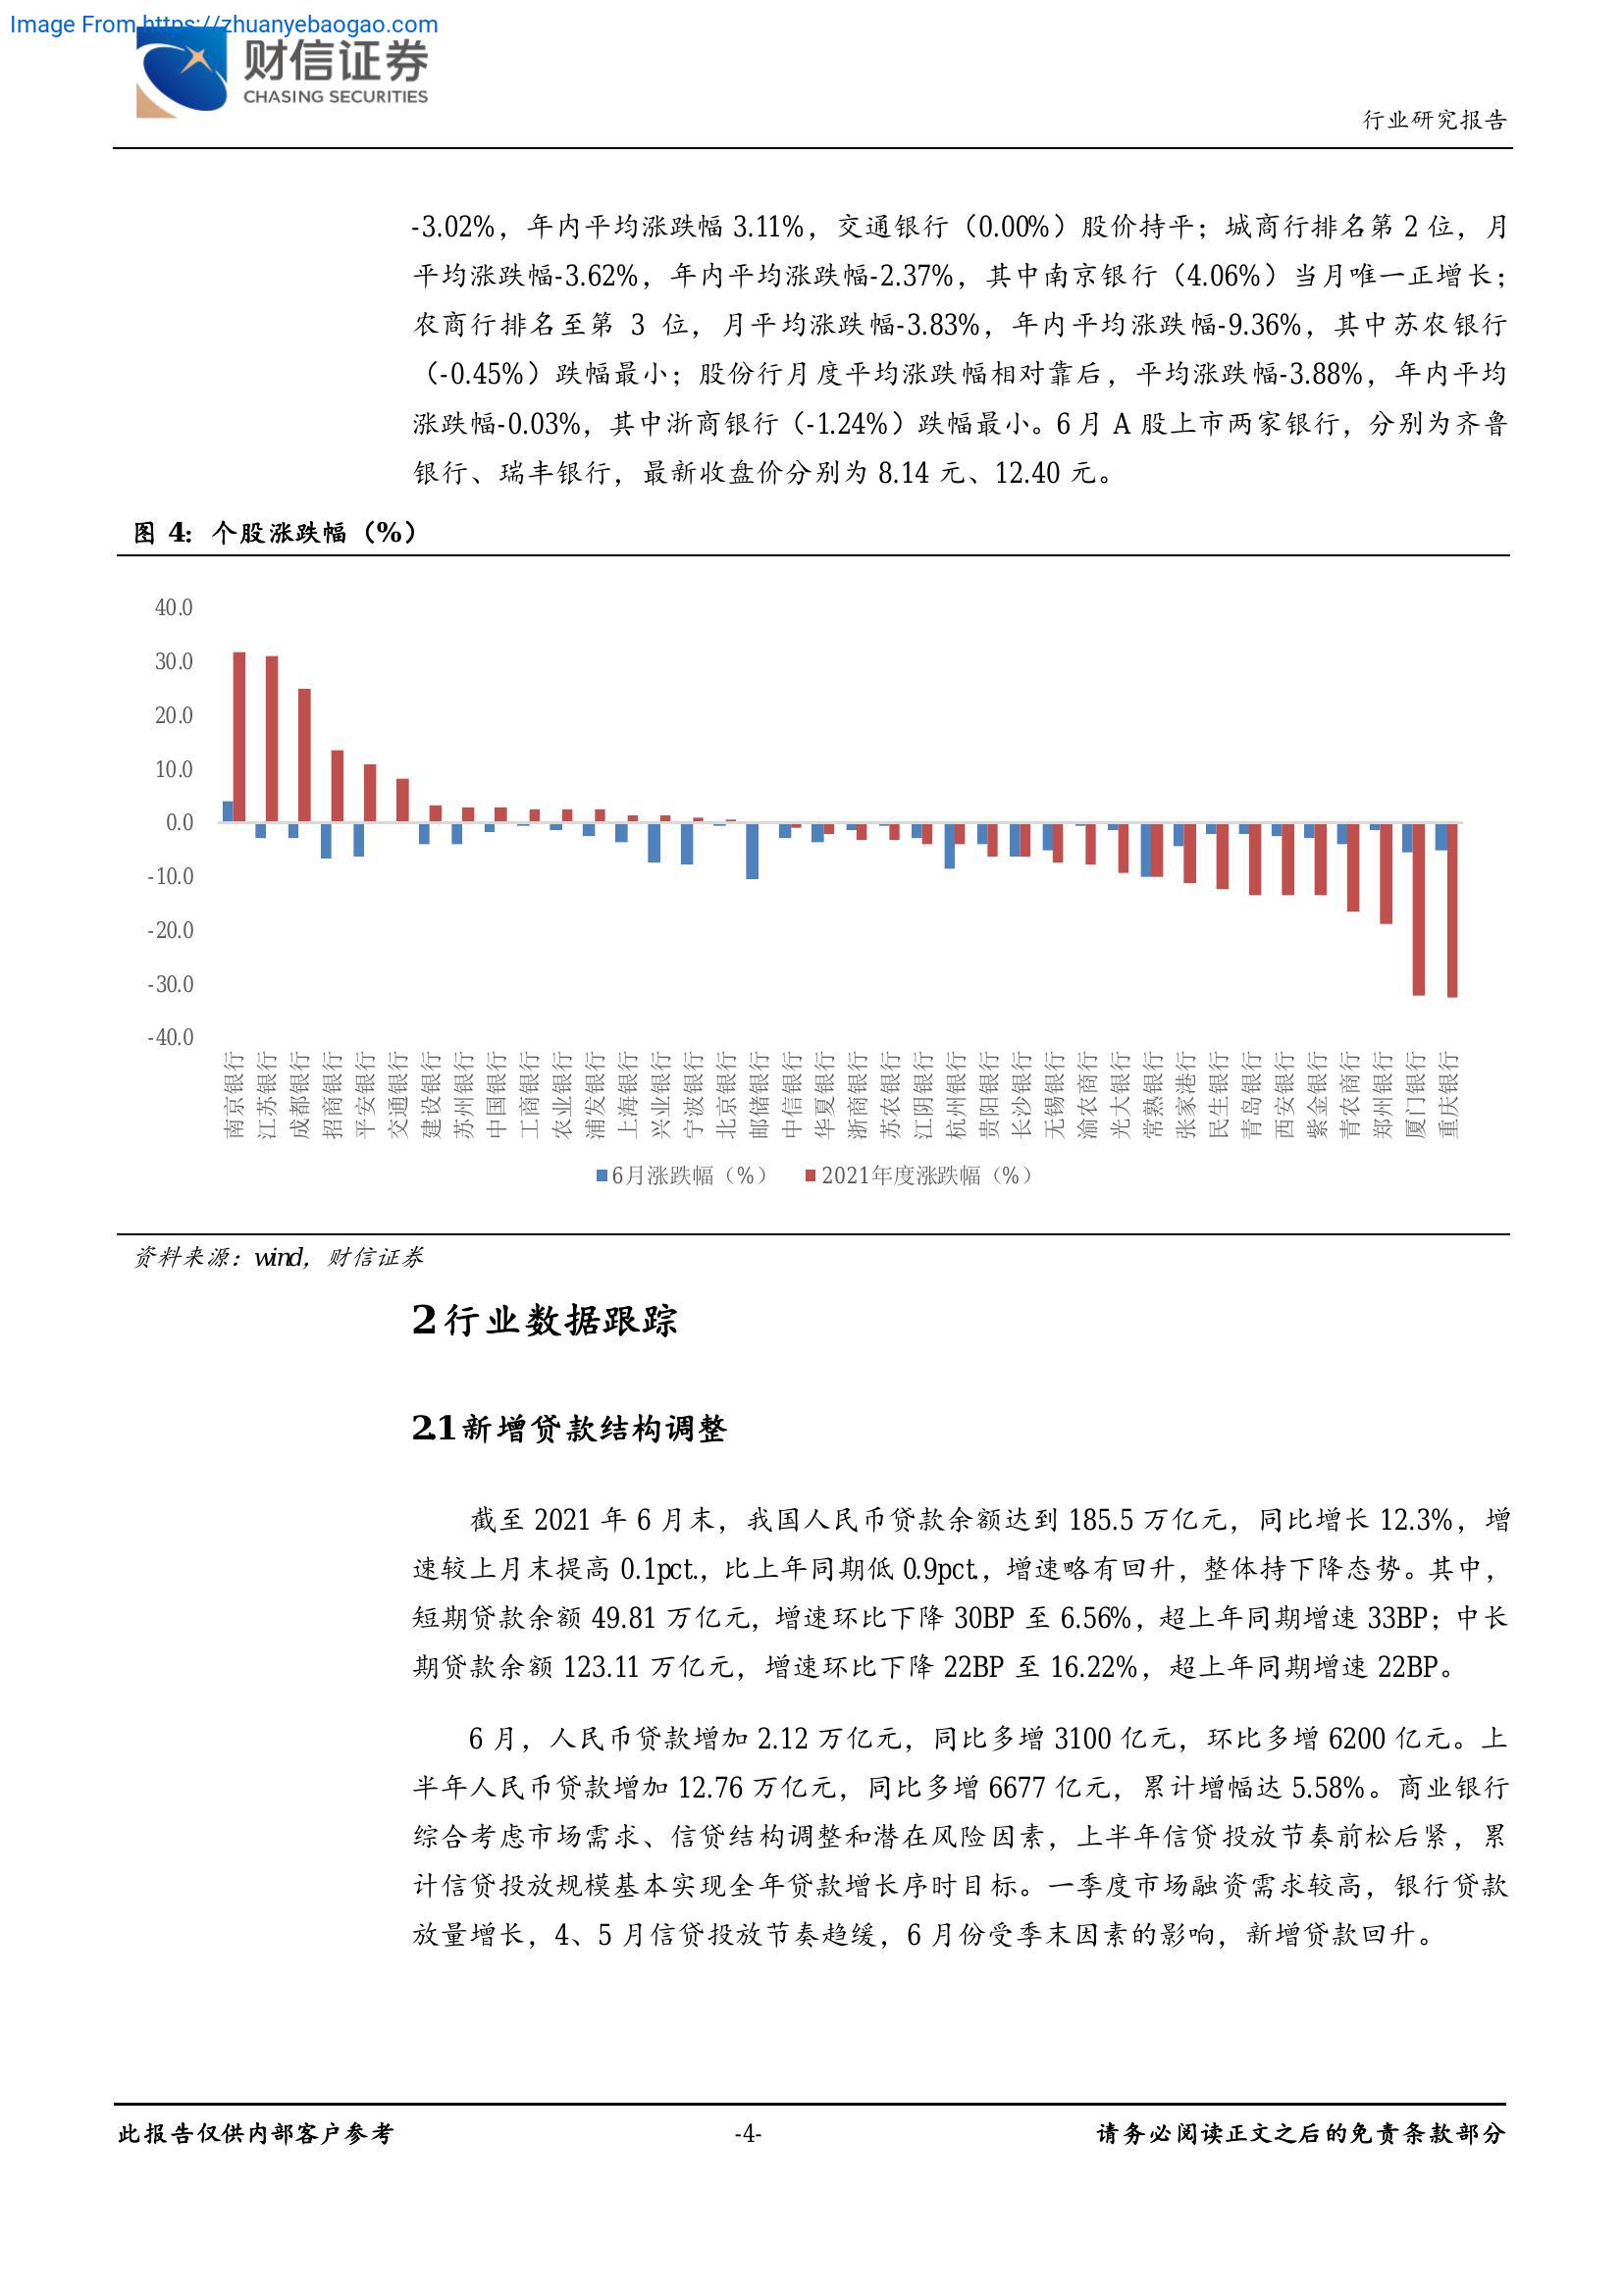 Image From https://zhuanyebaogao.com
财信证券
CHASING SECURITIES
行业研究报告
-3.02%，年内平均涨跌幅 3.11%，交通银行（0.00%）股价持平；城商行排名第 2 位，月
平均涨跌幅-3.62%，年内平均涨跌幅-2.37%，其中南京银行（4.06%）当月唯一正增长；
农商行排名至第 3 位，月平均涨跌幅-3.83%，年内平均涨跌幅-9.36%，其中苏农银行
（-0.45%）跌幅最小；股份行月度平均涨跌幅相对靠后，平均涨跌幅-3.88%，年内平均
涨跌幅-0.03%，其中浙商银行（-1.24%）跌幅最小。6 月 A 股上市两家银行，分别为齐鲁
银行、瑞丰银行，最新收盘价分别为 8.14 元、12.40 元。
图 4：个股涨跌幅（%）
40.0
30.0
20.0
10.0
0.0
-10.0
-20.0
-30.0
-40.0
南京银行
江苏银行
成都银行
招商银行
平安银行
交通银行
建设银行
苏州银行
中国银行
工商银行
农业银行
浦发银行
上海银行
兴业银行
宁波银行
北京银行
邮储银行
中信银行
华夏银行
浙商银行
苏农银行
江阴银行
杭州银行
贵阳银行
长沙银行
无锡银行
渝农商行
光大银行
常熟银行
张家港行
民生银行
青岛银行
西安银行
紫金银行
青农商行
郑州银行
厦门银行
重庆银行
6月涨跌幅（%） 2021年度涨跌幅（%）
资料来源：wind，财信证券
2 行业数据跟踪
2.1 新增贷款结构调整
截至 2021 年 6 月末，我国人民币贷款余额达到 185.5 万亿元，同比增长 12.3%，增
速较上月末提高 0.1pct.，比上年同期低 0.9pct.，增速略有回升，整体持下降态势。其中，
短期贷款余额 49.81 万亿元，增速环比下降 30BP 至 6.56%，超上年同期增速 33BP；中长
期贷款余额 123.11 万亿元，增速环比下降 22BP 至 16.22%，超上年同期增速 22BP。
6 月，人民币贷款增加 2.12 万亿元，同比多增 3100 亿元，环比多增 6200 亿元。上
半年人民币贷款增加 12.76 万亿元，同比多增 6677 亿元，累计增幅达 5.58%。商业银行
综合考虑市场需求、信贷结构调整和潜在风险因素，上半年信贷投放节奏前松后紧，累
计信贷投放规模基本实现全年贷款增长序时目标。一季度市场融资需求较高，银行贷款
放量增长，4、5 月信贷投放节奏趋缓，6 月份受季末因素的影响，新增贷款回升。
此报告仅供内部客户参考 -4- 请务必阅读正文之后的免责条款部分